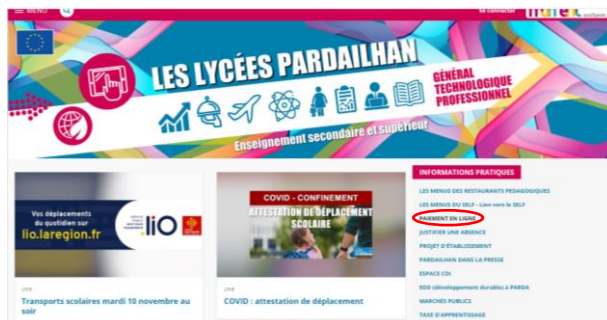 MENU
Se connecter
LES LYCÉES PARDAILHAN
GÉNÉRAL
TECHNOLOGIQUE
PROFESSIONNEL
Enseignement secondaire et supérieur
INFORMATIONS PRATIQUES
LES MENUS DES RESTAURANTS PEDAGOGIQUES
LES MENUS DU SELF - Lien vers le SELF
PAIEMENT EN LIGNE
JUSTIFIER UNE ABSENCE
PROJET D'ÉTABLISSEMENT
PARDAILHAN DANS LA PRESSE
ESPACE CDI
EDD (développement durable) à PARDA
MARCHÉS PUBLICS
TAXE D'APPRENTISSAGE
Vos déplacements
du quotidien sur
lio.laregion.fr
liO
COVID - CONFINEMENT
ATTESTATION DE DÉPLACEMENT
SCOLAIRE
UNE
Transports scolaires mardi 10 novembre au
soir
UNE
COVID : attestation de déplacement